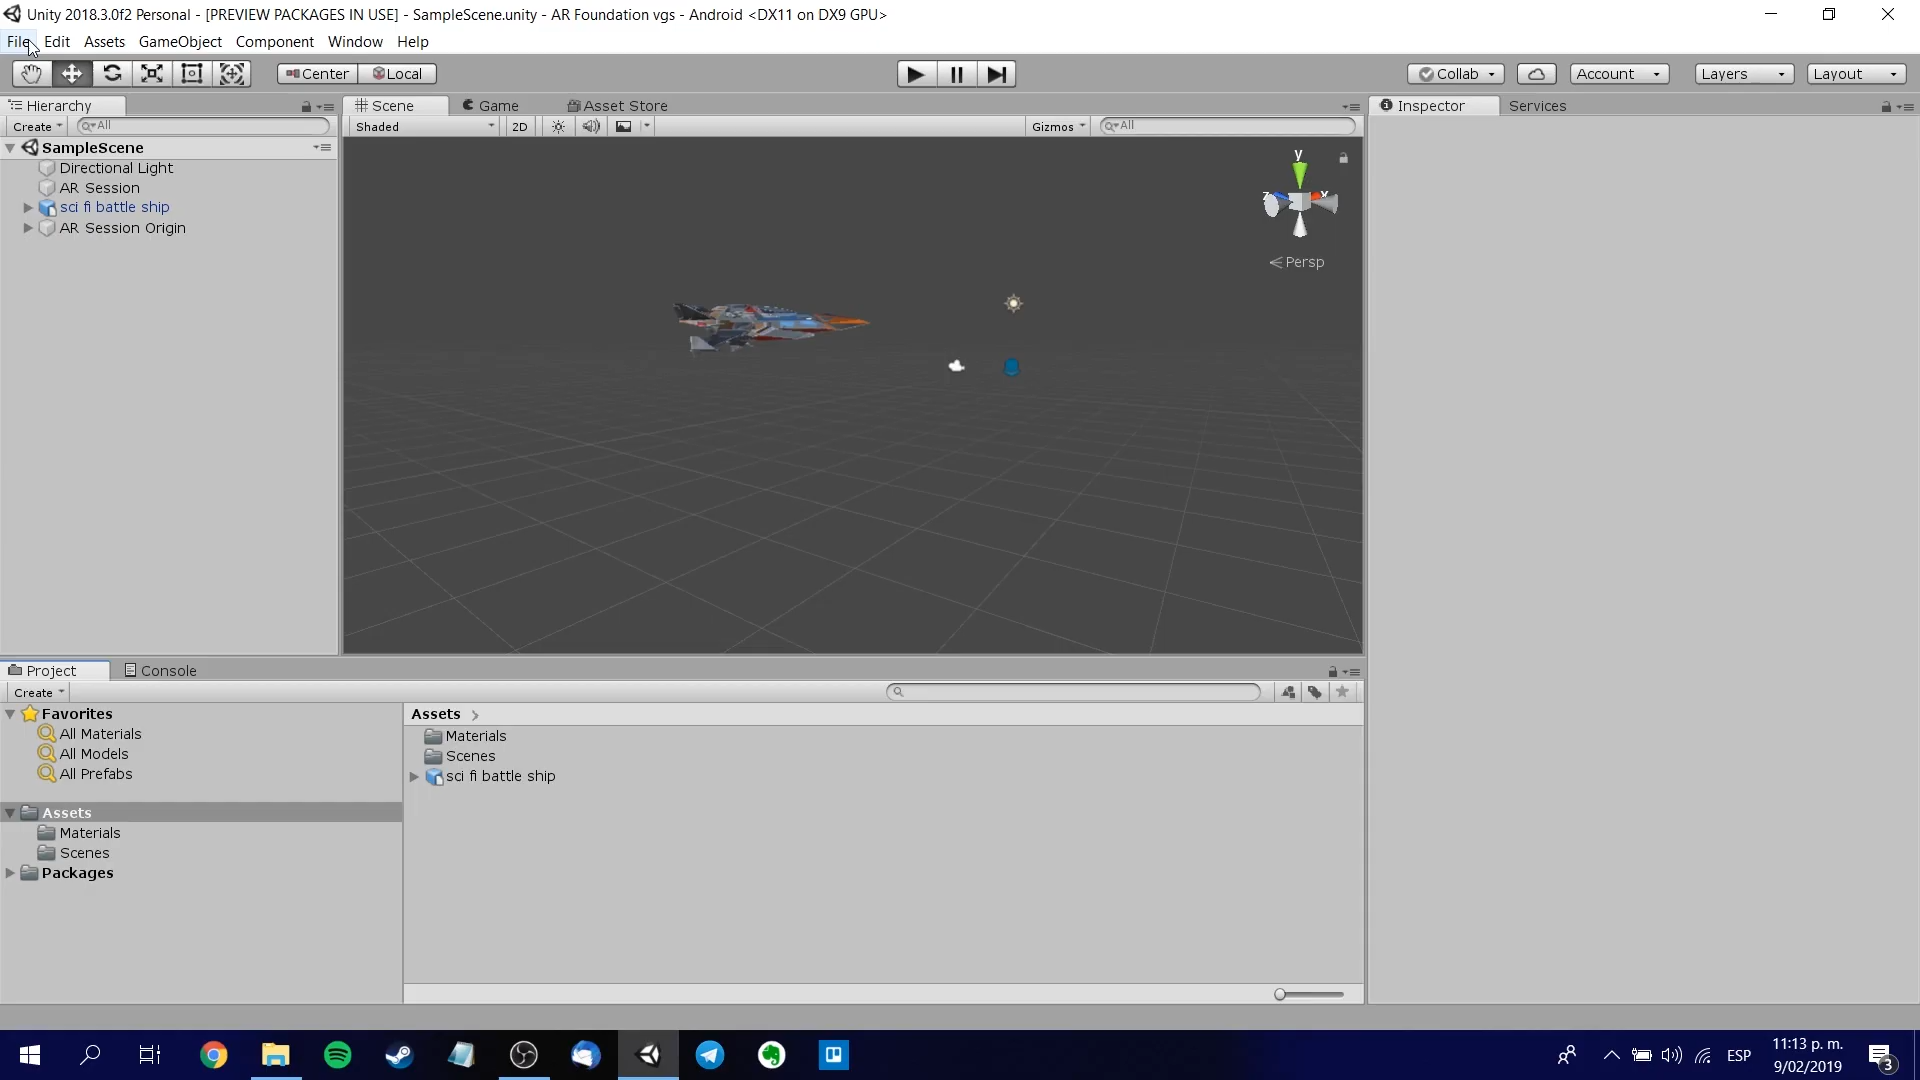 Unity 2018.3.0f2 Personal - [PREVIEW PACKAGES IN USE] - SampleScene.unity - AR Foundation vgs - Android <DX11 on DX9 GPU>
File Edit Assets GameObject Component Window Help
Center Local Collab Account Layers Layout
Hierarchy Scene Game Asset Store Inspector Services
Create All Shaded 2D Gizmos All
SampleScene
Directional Light
AR Session
sci fi battle ship
AR Session Origin
y
z x
Persp
Project Console
Create
Favorites
All Materials
All Models
All Prefabs
Assets
Materials
Scenes
Packages
Assets
Materials
Scenes
sci fi battle ship
ESP
11:13 p. m.
9/02/2019
3